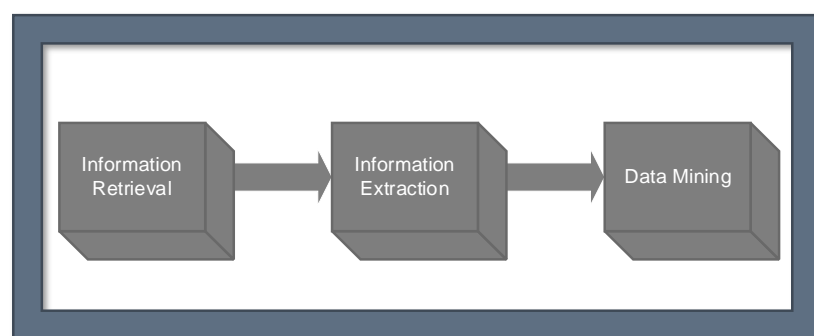 Information
Retrieval
Information
Extraction
Data Mining